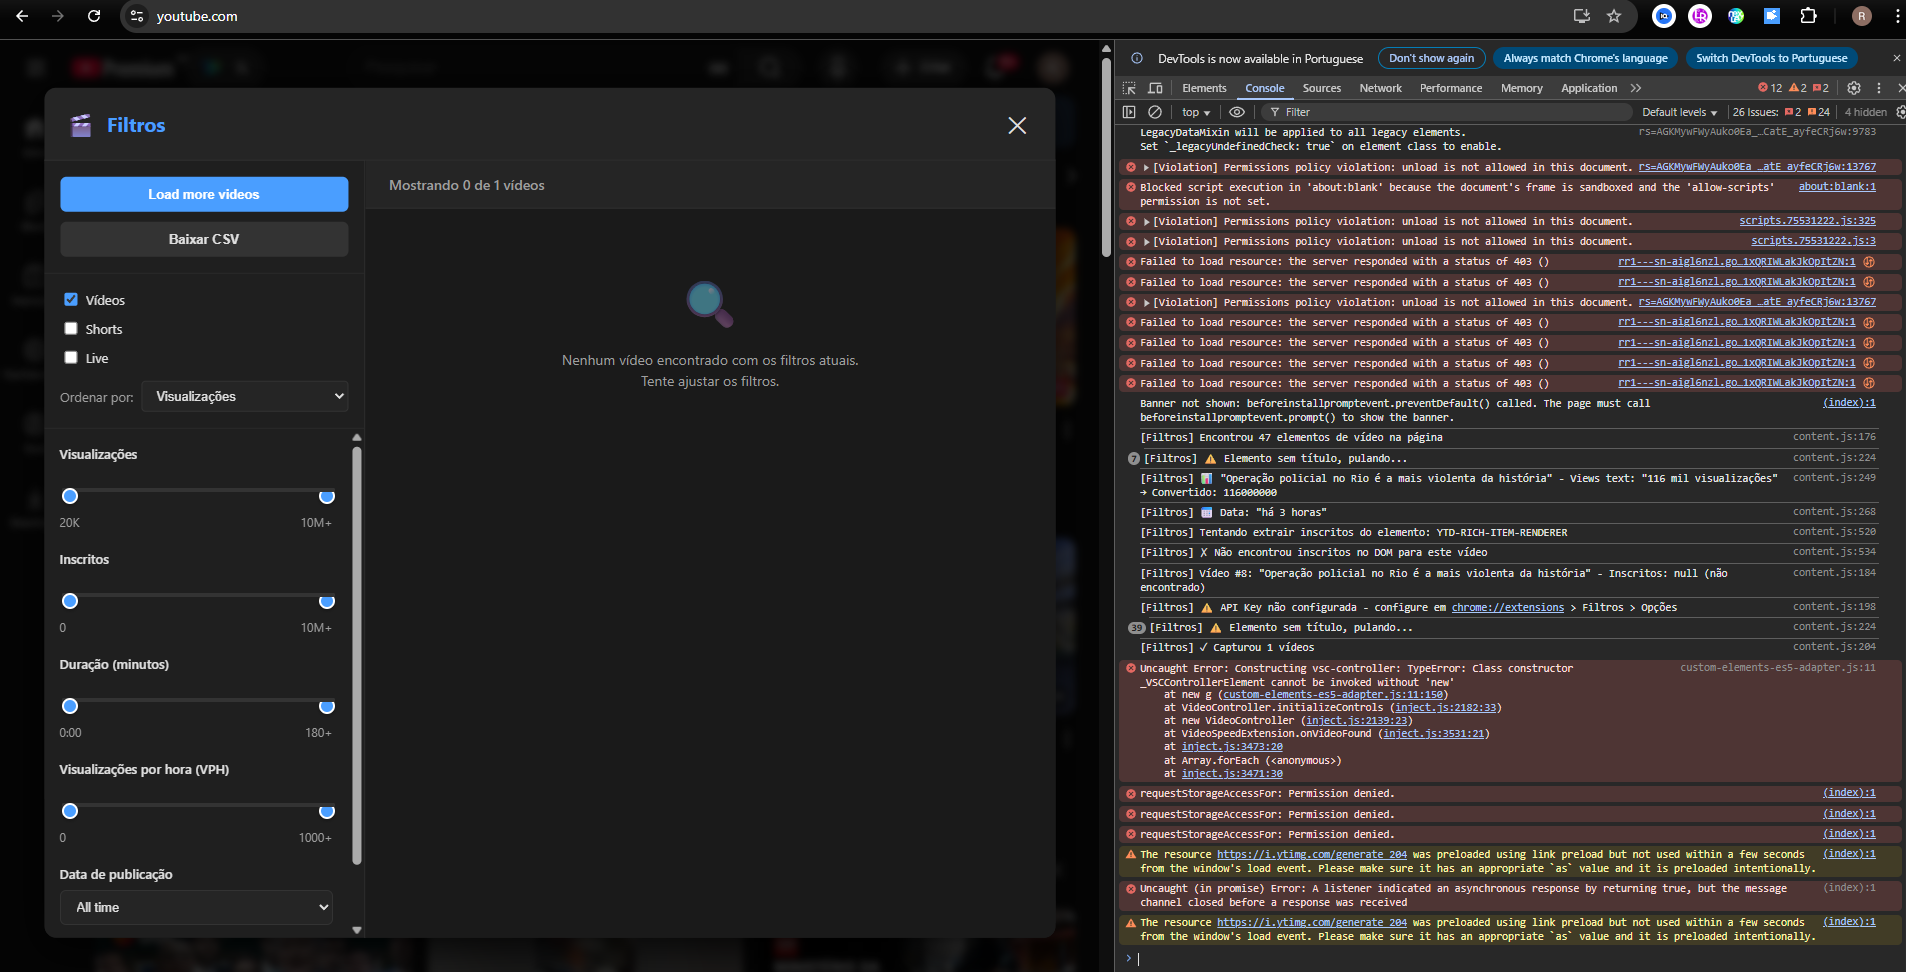 youtube.com
R
Filtros
Load more videos
Baixar CSV
Vídeos
Shorts
Live
Ordenar por:
Visualizações
Visualizações
20K
10M+
Inscritos
0
10M+
Duração (minutos)
0:00
180+
Visualizações por hora (VPH)
0
1000+
Data de publicação
All time
Mostrando 0 de 1 vídeos
Nenhum vídeo encontrado com os filtros atuais.
Tente ajustar os filtros.
DevTools is now available in Portuguese
Don't show again
Always match Chrome's language
Switch DevTools to Portuguese
Elements Console Sources Network Performance Memory Application
12 2 2
top
Filter
Default levels
26 Issues: 2 24
4 hidden
LegacyDataMixin will be applied to all legacy elements. rs=AGKMywFWyAuko0Ea_…CatE_ayfeCRj6w:9783
Set `_legacyUndefinedCheck: true` on element class to enable.
[Violation] Permissions policy violation: unload is not allowed in this document. rs=AGKMywFWyAuko0Ea_…atE_ayfeCRj6w:13767
Blocked script execution in 'about:blank' because the document's frame is sandboxed and the 'allow-scripts' about:blank:1
permission is not set.
[Violation] Permissions policy violation: unload is not allowed in this document. scripts.75531222.js:325
[Violation] Permissions policy violation: unload is not allowed in this document. scripts.75531222.js:3
Failed to load resource: the server responded with a status of 403 () rr1---sn-aigl6nzl.go…1xQRIWLakJkOpItZN:1
Failed to load resource: the server responded with a status of 403 () rr1---sn-aigl6nzl.go…1xQRIWLakJkOpItZN:1
[Violation] Permissions policy violation: unload is not allowed in this document. rs=AGKMywFWyAuko0Ea_…atE_ayfeCRj6w:13767
Failed to load resource: the server responded with a status of 403 () rr1---sn-aigl6nzl.go…1xQRIWLakJkOpItZN:1
Failed to load resource: the server responded with a status of 403 () rr1---sn-aigl6nzl.go…1xQRIWLakJkOpItZN:1
Failed to load resource: the server responded with a status of 403 () rr1---sn-aigl6nzl.go…1xQRIWLakJkOpItZN:1
Failed to load resource: the server responded with a status of 403 () rr1---sn-aigl6nzl.go…1xQRIWLakJkOpItZN:1
Banner not shown: beforeinstallpromptevent.preventDefault() called. The page must call (index):1
beforeinstallpromptevent.prompt() to show the banner.
[Filtros] Encontrou 47 elementos de vídeo na página content.js:176
7 [Filtros] ⚠️ Elemento sem título, pulando... content.js:224
[Filtros] 📊 "Operação policial no Rio é a mais violenta da história" - Views text: "116 mil visualizações" content.js:249
→ Convertido: 116000000
[Filtros] 📅 Data: "há 3 horas" content.js:268
[Filtros] Tentando extrair inscritos do elemento: YTD-RICH-ITEM-RENDERER content.js:520
[Filtros] ✗ Não encontrou inscritos no DOM para este vídeo content.js:534
[Filtros] Vídeo #8: "Operação policial no Rio é a mais violenta da história" - Inscritos: null (não content.js:184
encontrado)
[Filtros] ⚠️ API Key não configurada - configure em chrome://extensions > Filtros > Opções content.js:198
39 [Filtros] ⚠️ Elemento sem título, pulando... content.js:224
[Filtros] ✓ Capturou 1 vídeos content.js:204
Uncaught Error: Constructing vsc-controller: TypeError: Class constructor custom-elements-es5-adapter.js:11
_VSCControllerElement cannot be invoked without 'new'
at new g (custom-elements-es5-adapter.js:11:150)
at VideoController.initializeControls (inject.js:2182:33)
at new VideoController (inject.js:2139:23)
at VideoSpeedExtension.onVideoFound (inject.js:3531:21)
at inject.js:3473:20
at Array.forEach (<anonymous>)
at inject.js:3471:30
requestStorageAccessFor: Permission denied. (index):1
requestStorageAccessFor: Permission denied. (index):1
requestStorageAccessFor: Permission denied. (index):1
The resource https://i.ytimg.com/generate_204 was preloaded using link preload but not used within a few seconds (index):1
from the window's load event. Please make sure it has an appropriate `as` value and it is preloaded intentionally.
Uncaught (in promise) Error: A listener indicated an asynchronous response by returning true, but the message (index):1
channel closed before a response was received
The resource https://i.ytimg.com/generate_204 was preloaded using link preload but not used within a few seconds (index):1
from the window's load event. Please make sure it has an appropriate `as` value and it is preloaded intentionally.